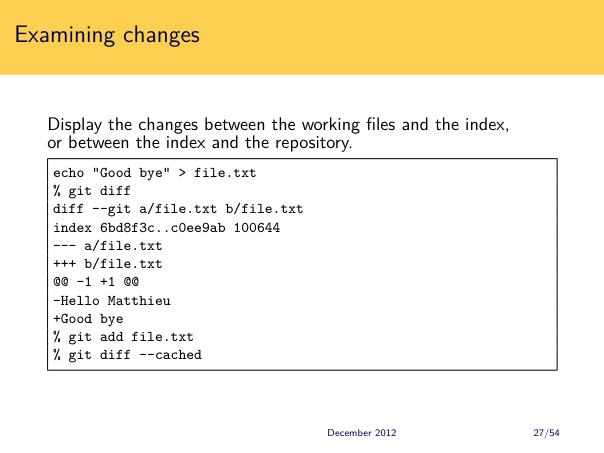 Examining changes
Display the changes between the working files and the index,
or between the index and the repository.
echo "Good bye" > file.txt
% git diff
diff --git a/file.txt b/file.txt
index 6bd8f3c..c0ee9ab 100644
--- a/file.txt
+++ b/file.txt
@@ -1 +1 @@
-Hello Matthieu
+Good bye
% git add file.txt
% git diff --cached
December 2012
27/54